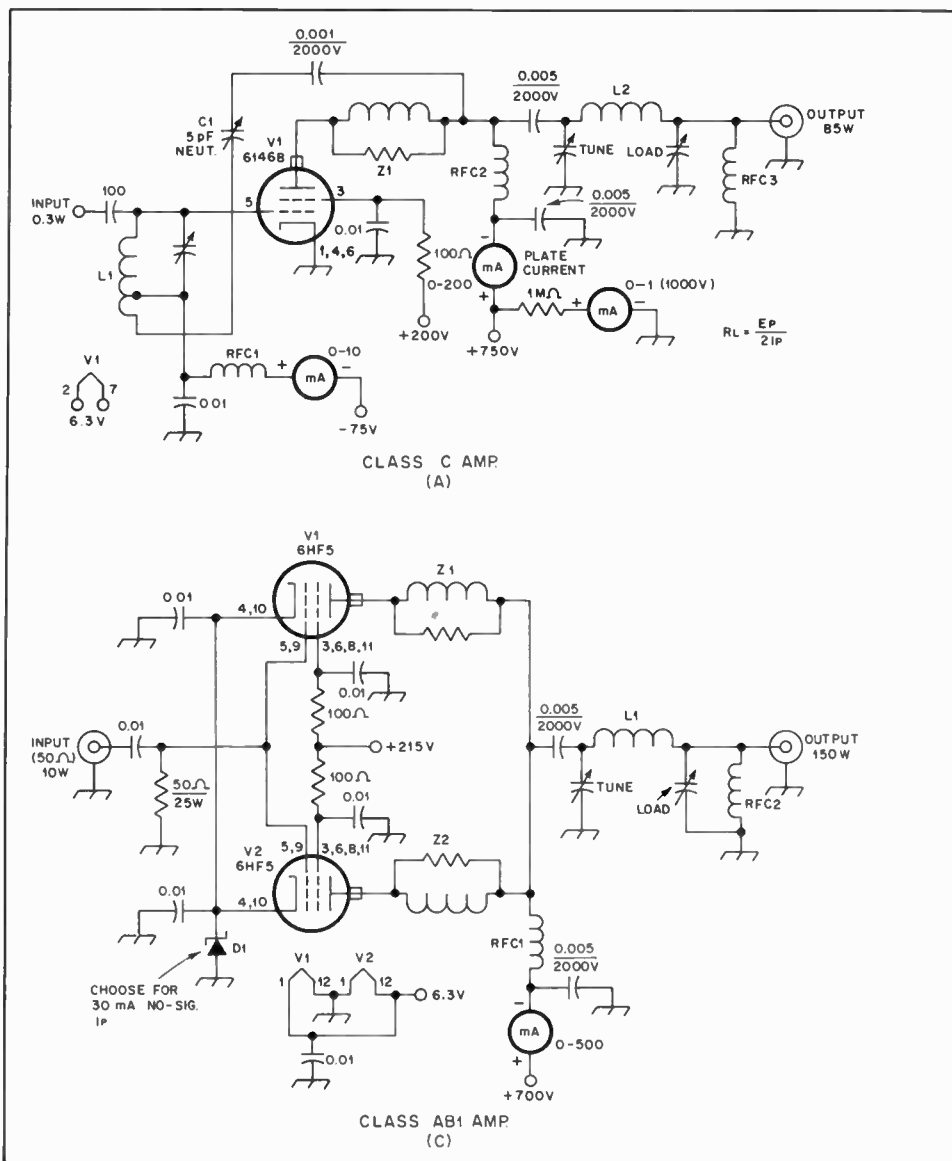 0.001
2000V
0.005
2000V
L2
OUTPUT
85W
C1
5pF
NEUT.
V1
6146B
Z1
TUNE
LOAD
RFC2
RFC3
INPUT
0.3W
100
5
3
0.01
1,4,6
100Ω
0.005
2000V
L1
mA
PLATE
CURRENT
0-200
+200V
1MΩ
0-1 (1000V)
mA
+750V
RL = EP
2IP
V1
2 7
6.3V
RFC1
0-10
mA
0.01
-75V
CLASS C AMP.
(A)
V1
6HF5
Z1
0.01
4,10
5,9
3,6,8,11
0.01
100Ω
INPUT
(50Ω)
10W
0.01
+215V
50Ω
25W
100Ω
0.01
0.005
2000V
L1
OUTPUT
150W
TUNE
LOAD
RFC2
5,9
3,6,8,11
V2
6HF5
Z2
0.01
4,10
D1
CHOOSE FOR
30 mA NO-SIG.
IP
V1 V2
1 12 1 12
6.3V
0.01
RFC1
0.005
2000V
mA
0-500
+700V
CLASS AB1 AMP.
(C)